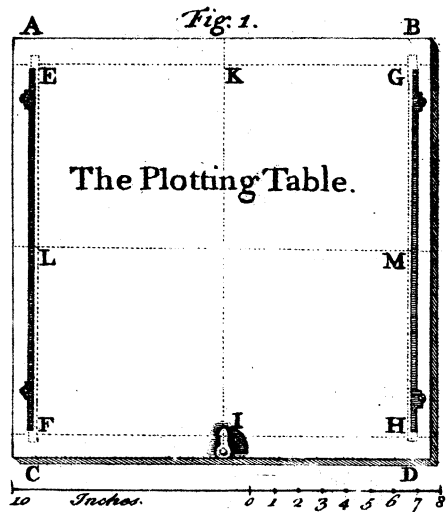 Fig: 1.
A B
E K G
The Plotting Table.
L M
F I H
C D
10 Inches. 0 1 2 3 4 5 6 7 8